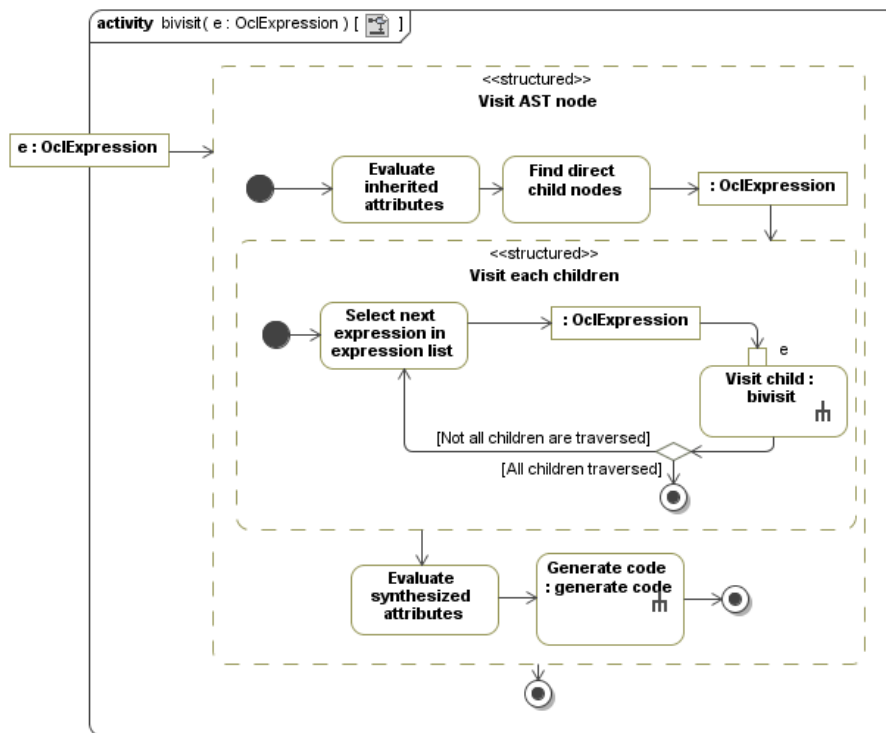 activity bivisit( e : OclExpression ) [ ]
<<structured>>
Visit AST node
e : OclExpression
Evaluate
inherited
attributes
Find direct
child nodes
: OclExpression
<<structured>>
Visit each children
Select next
expression in
expression list
: OclExpression
e
Visit child :
bivisit
[Not all children are traversed]
[All children traversed]
Evaluate
synthesized
attributes
Generate code
: generate code